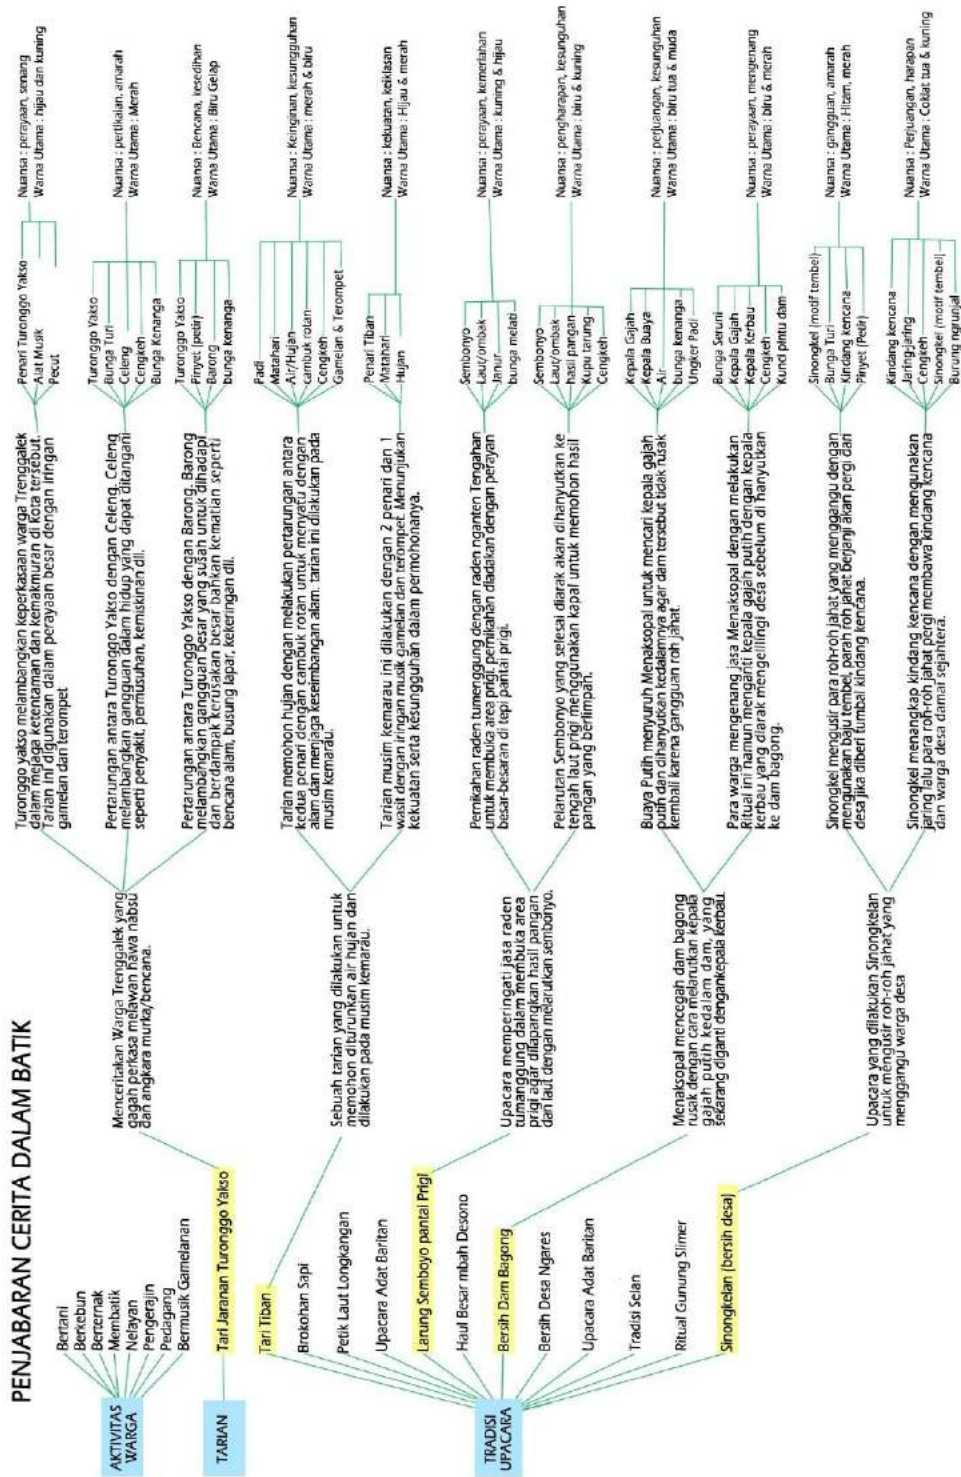 PENJABARAN CERITA DALAM BATIK
AKTIVITAS
WARGA
Bertani
Berkebun
Berternak
Membatik
Nelayan
Pengerajin
Pedagang
Bermusik Gamelanan
TARIAN
Tari Jaranan Turonggo Yakso
Menceritakan Warga Trenggalek yang
gagah perkasa melawan hawa nabsu
dan angkara murka/bencana.
Turonggo yakso melambangkan keperkasaan warga Trenggalek
dalam mejaga ketentaman dan kemakmuran di kota tersebut.
Tarian ini digunakan dalam perayaan besar dengan iringan
gamelan dan terompet
Penari Turonggo Yakso
Alat Musik
Pecut
Nuansa : perayaan, senang
Warna Utama : hijau dan kuning
Pertarungan antara Turonggo Yakso dengan Celeng. Celeng
melambangkan gangguan dalam hidup yang dapat ditangani
seperti penyakit, permusuhan, kemiskinan dll.
Turonggo Yakso
Bunga Turi
Celeng
Cengkeh
Bunga Kenanga
Nuansa : pertikaian, amarah
Warna Utama : Merah
Pertarungan antara Turonggo Yakso dengan Barong. Barong
melambangkan gangguan besar yang susah untuk dihadapi
dan berdampak kerusakan besar bahkan kematian seperti
bencana alam, busung lapar, kekeringan dll.
Turonggo Yakso
Pinyet (petir)
Barong
bunga kenanga
Nuansa : Bencana, kesedihan
Warna Utama : Biru Gelap
TRADISI
UPACARA
Tari Tiban
Brokohan Sapi
Petik Laut Longkangan
Upacara Adat Baritan
Larung Semboyo pantai Prigi
Haul Besar mbah Desono
Bersih Dam Bagong
Bersih Desa Ngares
Upacara Adat Baritan
Tradisi Selan
Ritual Gunung Slimer
Sinongkelan (bersih desa)
Sebuah tarian yang dilakukan untuk
memohon diturunkan air hujan dan
dilakukan pada musim kemarau.
Tarian memohon hujan dengan melakukan pertarungan antara
kedua penari dengan cambuk rotan untuk menyatu dengan
alam dan menjaga keseimbangan alam. tarian ini dilakukan pada
musim kemarau.
Padi
Matahari
Air/Hujan
cambuk rotan
Cengkeh
Gamelan & Terompet
Nuansa : Keinginan, kesungguhan
Warna Utama : merah & biru
Tarian musim kemarau ini dilakukan dengan 2 penari dan 1
wasit dengan iringan musik gamelan dan terompet. Menunjukan
kekuatan serta kesungguhan dalam permohonanya.
Penari Tiban
Matahari
Hujan
Nuansa : kekuatan, keiklasan
Warna Utama : Hijau & merah
Upacara memperingati jasa raden
tumanggung dalam membuka area
prigi agar dilapangkan hasil pangan
dari laut dengan melarutkan sembonyo.
Pernikahan raden tumenggung dengan raden nganten Tengahan
untuk membuka area prigi. pernikahan diadakan dengan perayan
besar-besaran di tepi pantai prigi.
Sembonyo
Laut/ombak
Janur
bunga melati
Nuansa : perayaan, kemeriahan
Warna Utama : kuning & hijau
Pelarutan Sembonyo yang selesai diarak akan dihanyutkan ke
tengah laut prigi menggunakan kapal untuk memohon hasil
pangan yang berlimpah.
Sembonyo
Laut/ombak
hasil pangan
Kupu tarung
Cengkeh
Nuansa : pengharapan, kesunguhan
Warna Utama : biru & kuning
Menaksopal mencegah dam bagong
rusak dengan cara melarutkan kepala
gajah putih kedalam dam, yang
sekarang diganti dengankepala kerbau.
Buaya Putih menyuruh Menaksopal untuk mencari kepala gajah
putih dan dihanyutkan kedalamnya agar dam tersebut tidak rusak
kembali karena gangguan roh jahat.
Kepala Gajah
Kepala Buaya
Air
bunga kenanga
Ungker Padi
Nuansa : perjuangan, kesunguhan
Warna Utama : biru tua & muda
Para warga mengenang jasa Menaksopal dengan melakukan
Ritual ini namun menganti kepala gajah putih dengan kepala
kerbau yang diarak mengelilingi desa sebelum di hanyutkan
ke dam bagong.
Bunga Seruni
Kepala Gajah
Kepala Kerbau
Cengkeh
Kunci pintu dam
Nuansa : perayaan, mengenang
Warna Utama : biru & merah
Upacara yang dilakukan Sinongkelan
untuk mengusir roh-roh jahat yang
menggangu warga desa
Sinongkel mengusir para roh-roh jahat yang menggangu dengan
mengunakan baju tembel, parah roh jahat berjanji akan pergi dari
desa jika diberi tumbal kindang kencana.
Sinongkel (motif tembel)
Bunga Turi
Kindang kencana
Pinyet (Petir)
Nuansa : gangguan, amarah
Warna Utama : Hitam, merah
Sinongkel menangkap kindang kencana dengan mengunakan
jaring lalu para roh-roh jahat pergi membawa kindang kencana
dan warga desa damai sejahtera.
Kindang kencana
Jaring-jaring
Cengkeh
Sinongkel (motif tembel)
Burung ngrunjal
Nuansa : Perjuangan, harapan
Warna Utama : Coklat tua & kuning